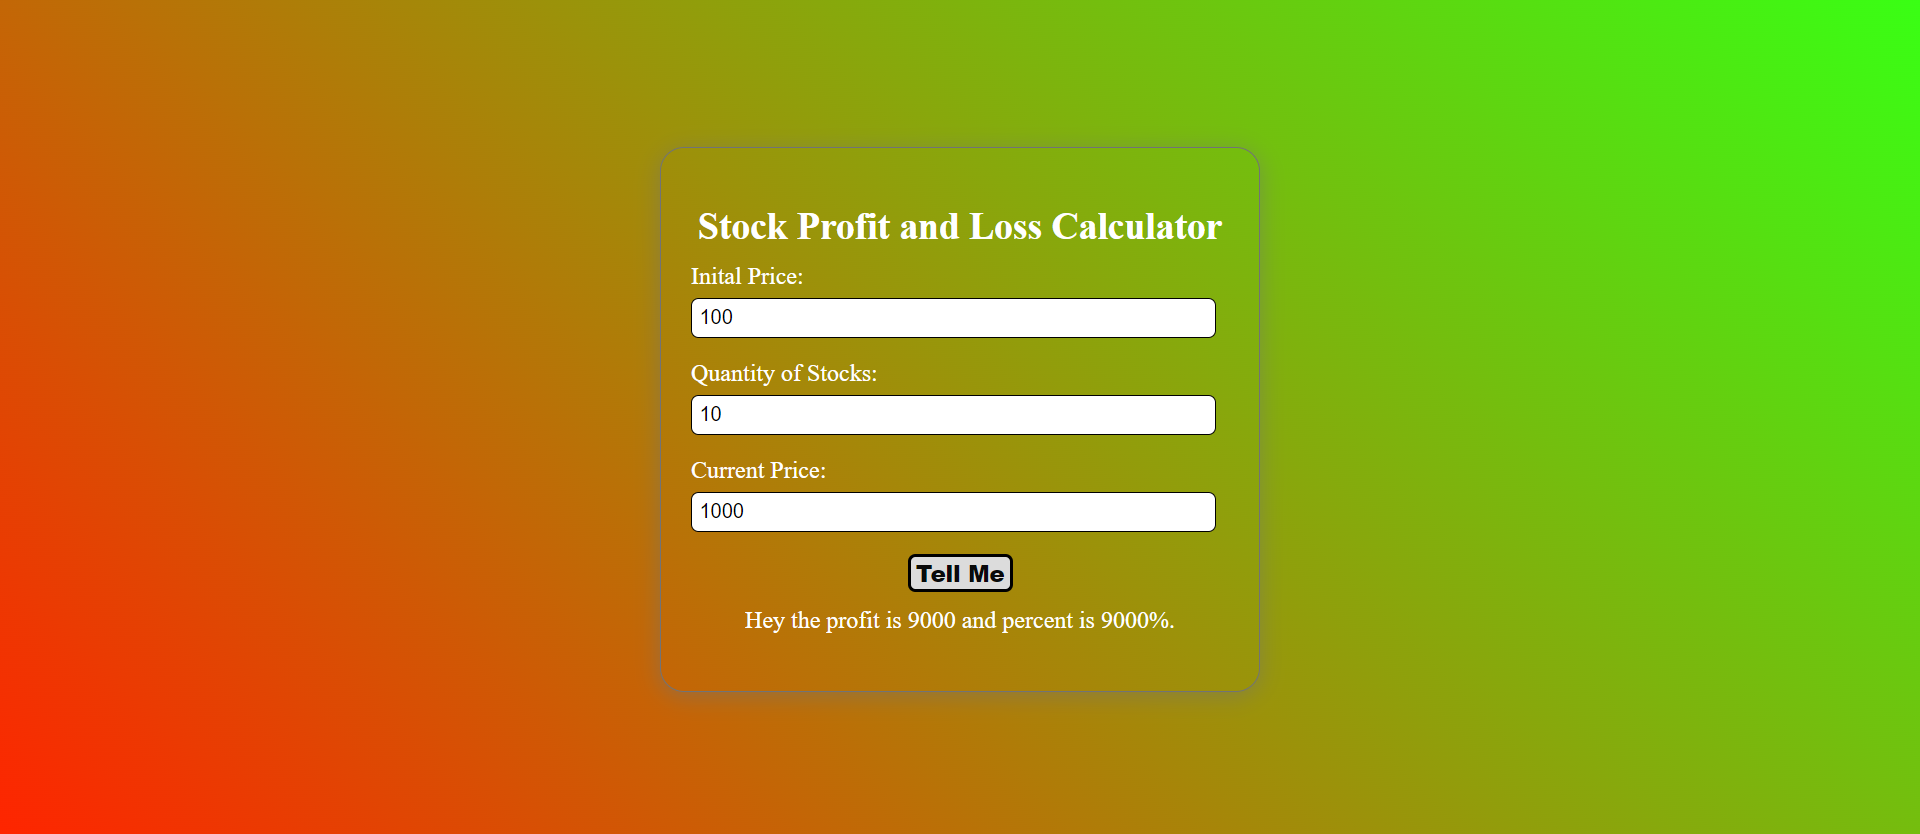 Stock Profit and Loss Calculator
Inital Price:
100
Quantity of Stocks:
10
Current Price:
1000
Tell Me
Hey the profit is 9000 and percent is 9000%.